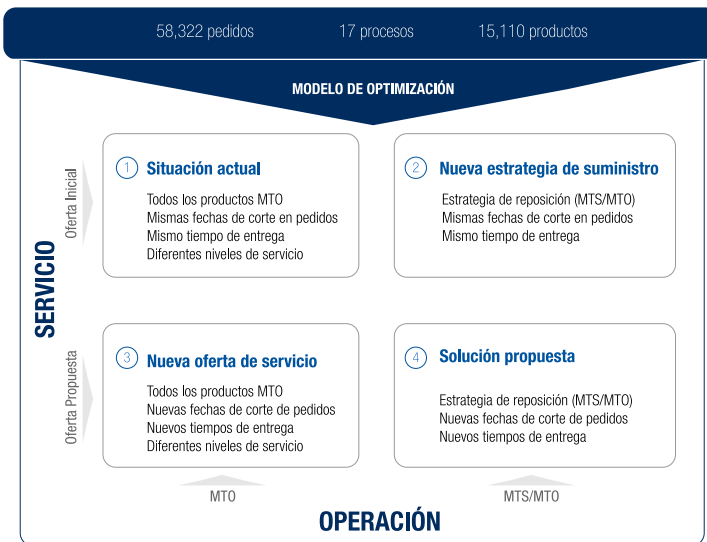 58,322 pedidos 17 procesos 15,110 productos
MODELO DE OPTIMIZACIÓN
SERVICIO
Oferta Inicial
1 Situación actual
Todos los productos MTO
Mismas fechas de corte en pedidos
Mismo tiempo de entrega
Diferentes niveles de servicio
2 Nueva estrategia de suministro
Estrategia de reposición (MTS/MTO)
Mismas fechas de corte en pedidos
Mismo tiempo de entrega
Oferta Propuesta
3 Nueva oferta de servicio
Todos los productos MTO
Nuevas fechas de corte de pedidos
Nuevos tiempos de entrega
Diferentes niveles de servicio
4 Solución propuesta
Estrategia de reposición (MTS/MTO)
Nuevas fechas de corte de pedidos
Nuevos tiempos de entrega
MTO MTS/MTO
OPERACIÓN